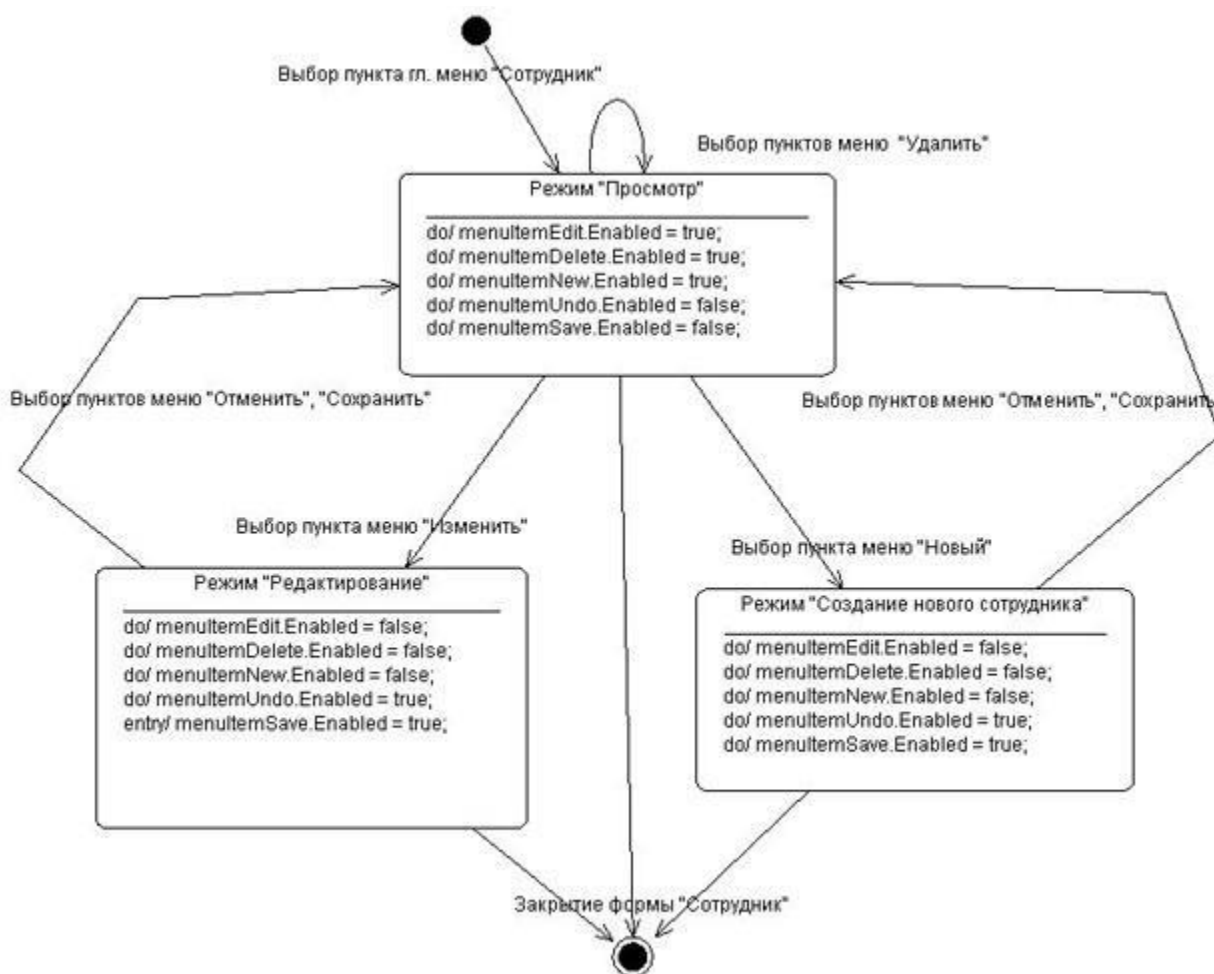 Выбор пункта гл. меню "Сотрудник"
Выбор пунктов меню "Удалить"
Режим "Просмотр"
do/ menuItemEdit.Enabled = true;
do/ menuItemDelete.Enabled = true;
do/ menuItemNew.Enabled = true;
do/ menuItemUndo.Enabled = false;
do/ menuItemSave.Enabled = false;
Выбор пунктов меню "Отменить", "Сохранить"
Выбор пунктов меню "Отменить", "Сохранить
Выбор пункта меню "Изменить"
Выбор пункта меню "Новый"
Режим "Редактирование"
do/ menuItemEdit.Enabled = false;
do/ menuItemDelete.Enabled = false;
do/ menuItemNew.Enabled = false;
do/ menuItemUndo.Enabled = true;
entry/ menuItemSave.Enabled = true;
Режим "Создание нового сотрудника"
do/ menuItemEdit.Enabled = false;
do/ menuItemDelete.Enabled = false;
do/ menuItemNew.Enabled = false;
do/ menuItemUndo.Enabled = true;
do/ menuItemSave.Enabled = true;
Закрытие формы "Сотрудник"